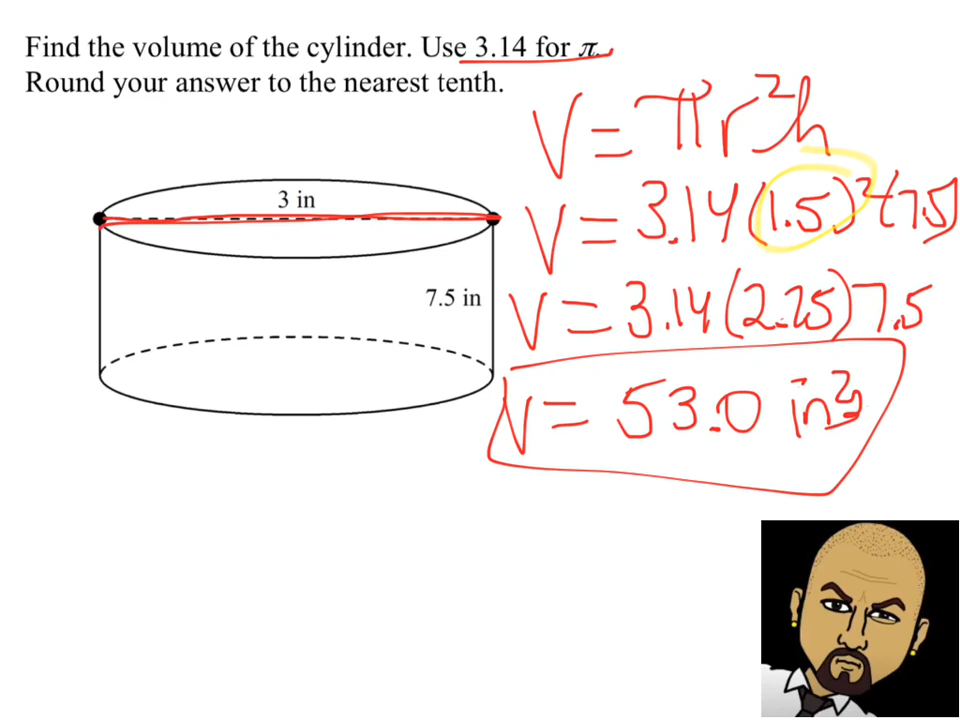 Find the volume of the cylinder. Use 3.14 for π.
Round your answer to the nearest tenth.
V = πr²h
3 in
V = 3.14(1.5)²(7.5)
7.5 in
V = 3.14(2.25)7.5
V = 53.0 in³